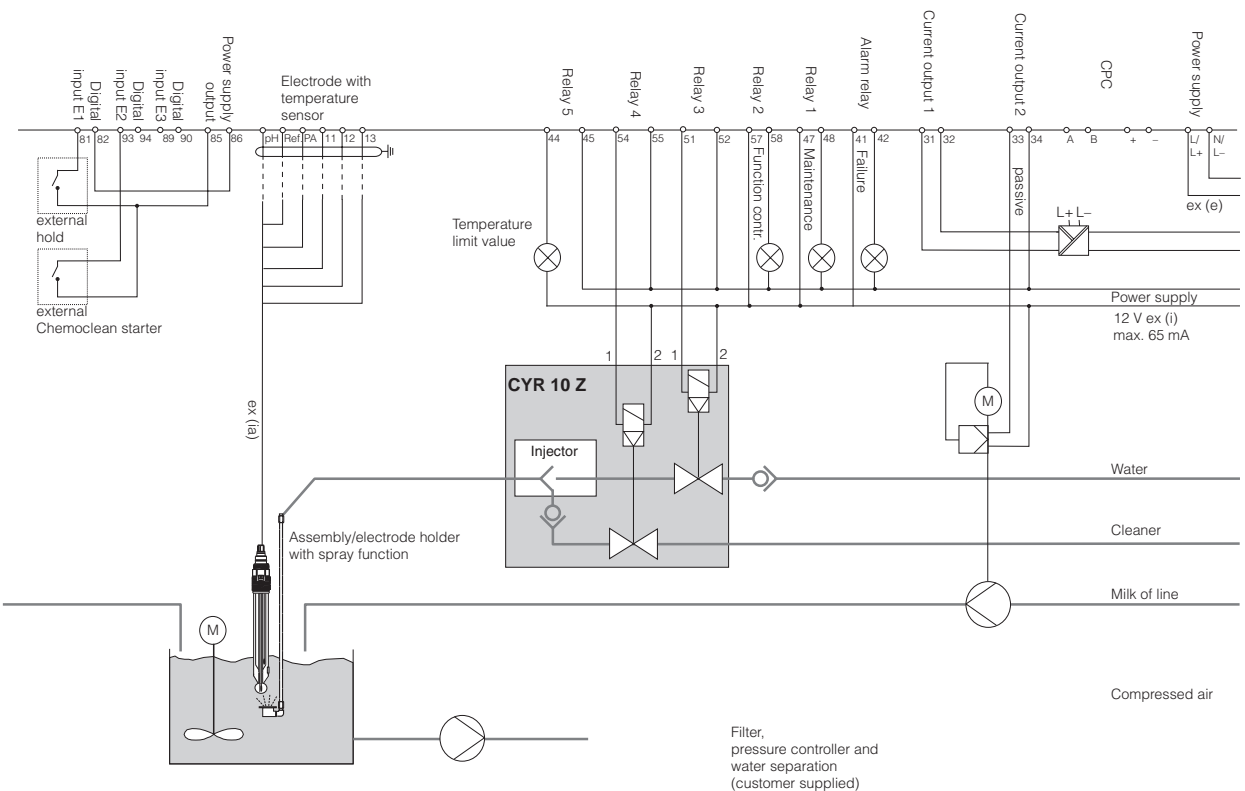 Digital
input E1
Digital
input E2
Digital
input E3
Power supply
output
Electrode with
temperature
sensor
Relay 5
Relay 4
Relay 3
Relay 2
Relay 1
Alarm relay
Current output 1
Current output 2
CPC
Power supply
81
82
93
94
89
90
85
86
pH
Ref.
PA
11
12
13
44
45
54
55
51
52
57
58
47
48
41
42
31
32
33
34
A
B
+
–
L/
L+
N/
L–
Function contr.
Maintenance
Failure
passive
ex (e)
L+ L–
external
hold
external
Chemoclean starter
Temperature
limit value
Power supply
12 V ex (i)
max. 65 mA
1
2
1
2
CYR 10 Z
Injector
M
ex (ia)
Water
Assembly/electrode holder
with spray function
Cleaner
Milk of line
M
Compressed air
Filter,
pressure controller and
water separation
(customer supplied)